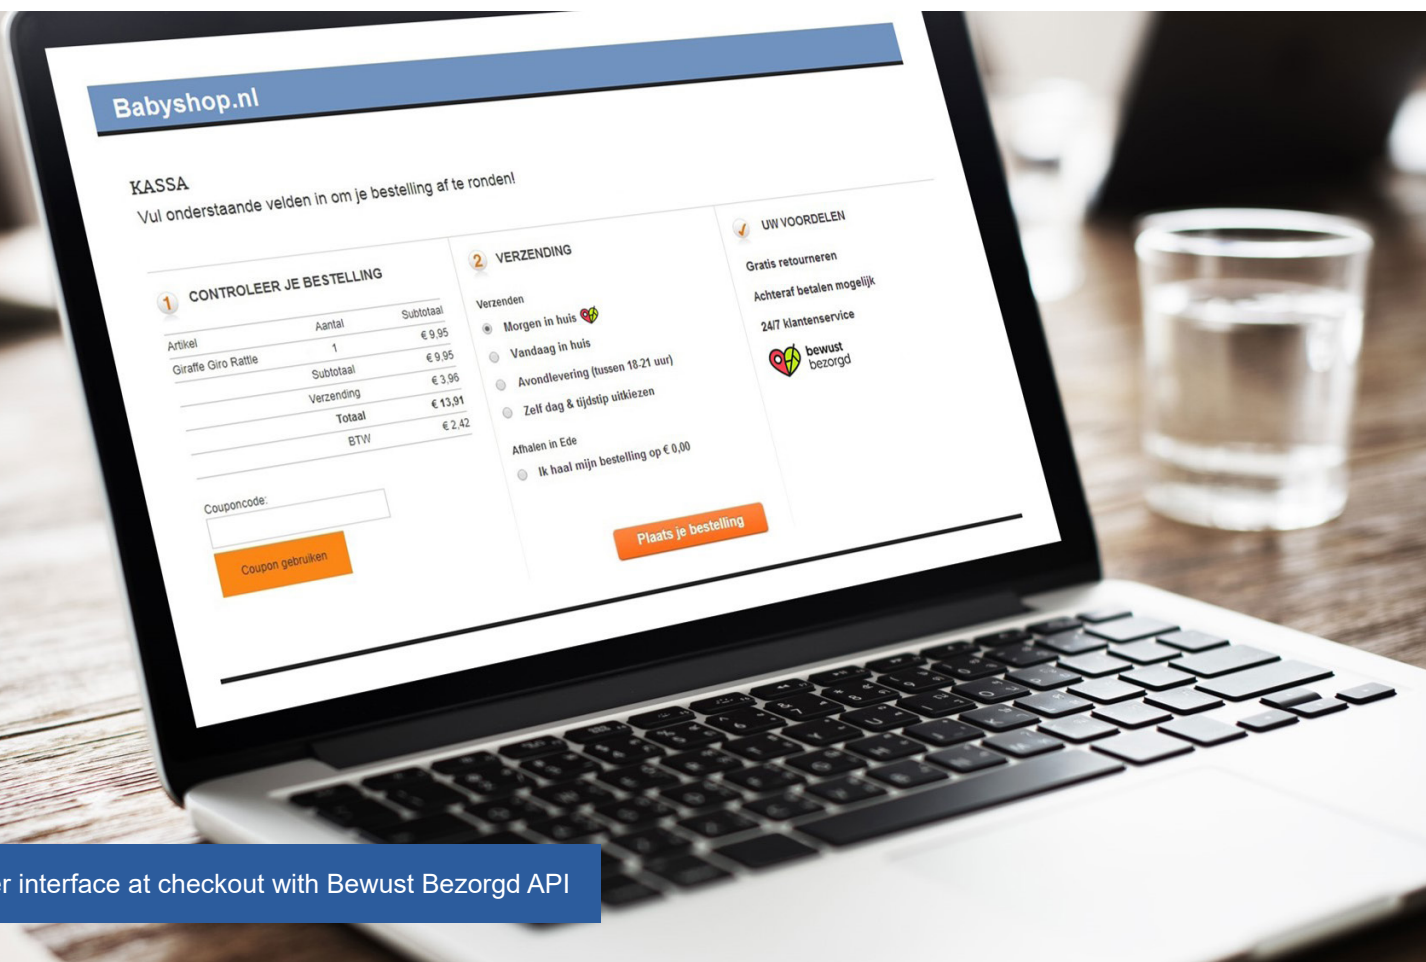 Babyshop.nl
KASSA
Vul onderstaande velden in om je bestelling af te ronden!
1 CONTROLEER JE BESTELLING
Artikel Aantal Subtotaal
Giraffe Giro Rattle 1 € 9,95
Subtotaal € 9,95
Verzending € 3,96
Totaal € 13,91
BTW € 2,42
Couponcode:
Coupon gebruiken
2 VERZENDING
Verzenden
Morgen in huis
Vandaag in huis
Avondlevering (tussen 18-21 uur)
Zelf dag & tijdstip uitkiezen
Afhalen in Ede
Ik haal mijn bestelling op € 0,00
Plaats je bestelling
UW VOORDELEN
Gratis retourneren
Achteraf betalen mogelijk
24/7 klantenservice
bewust
bezorgd
er interface at checkout with Bewust Bezorgd API